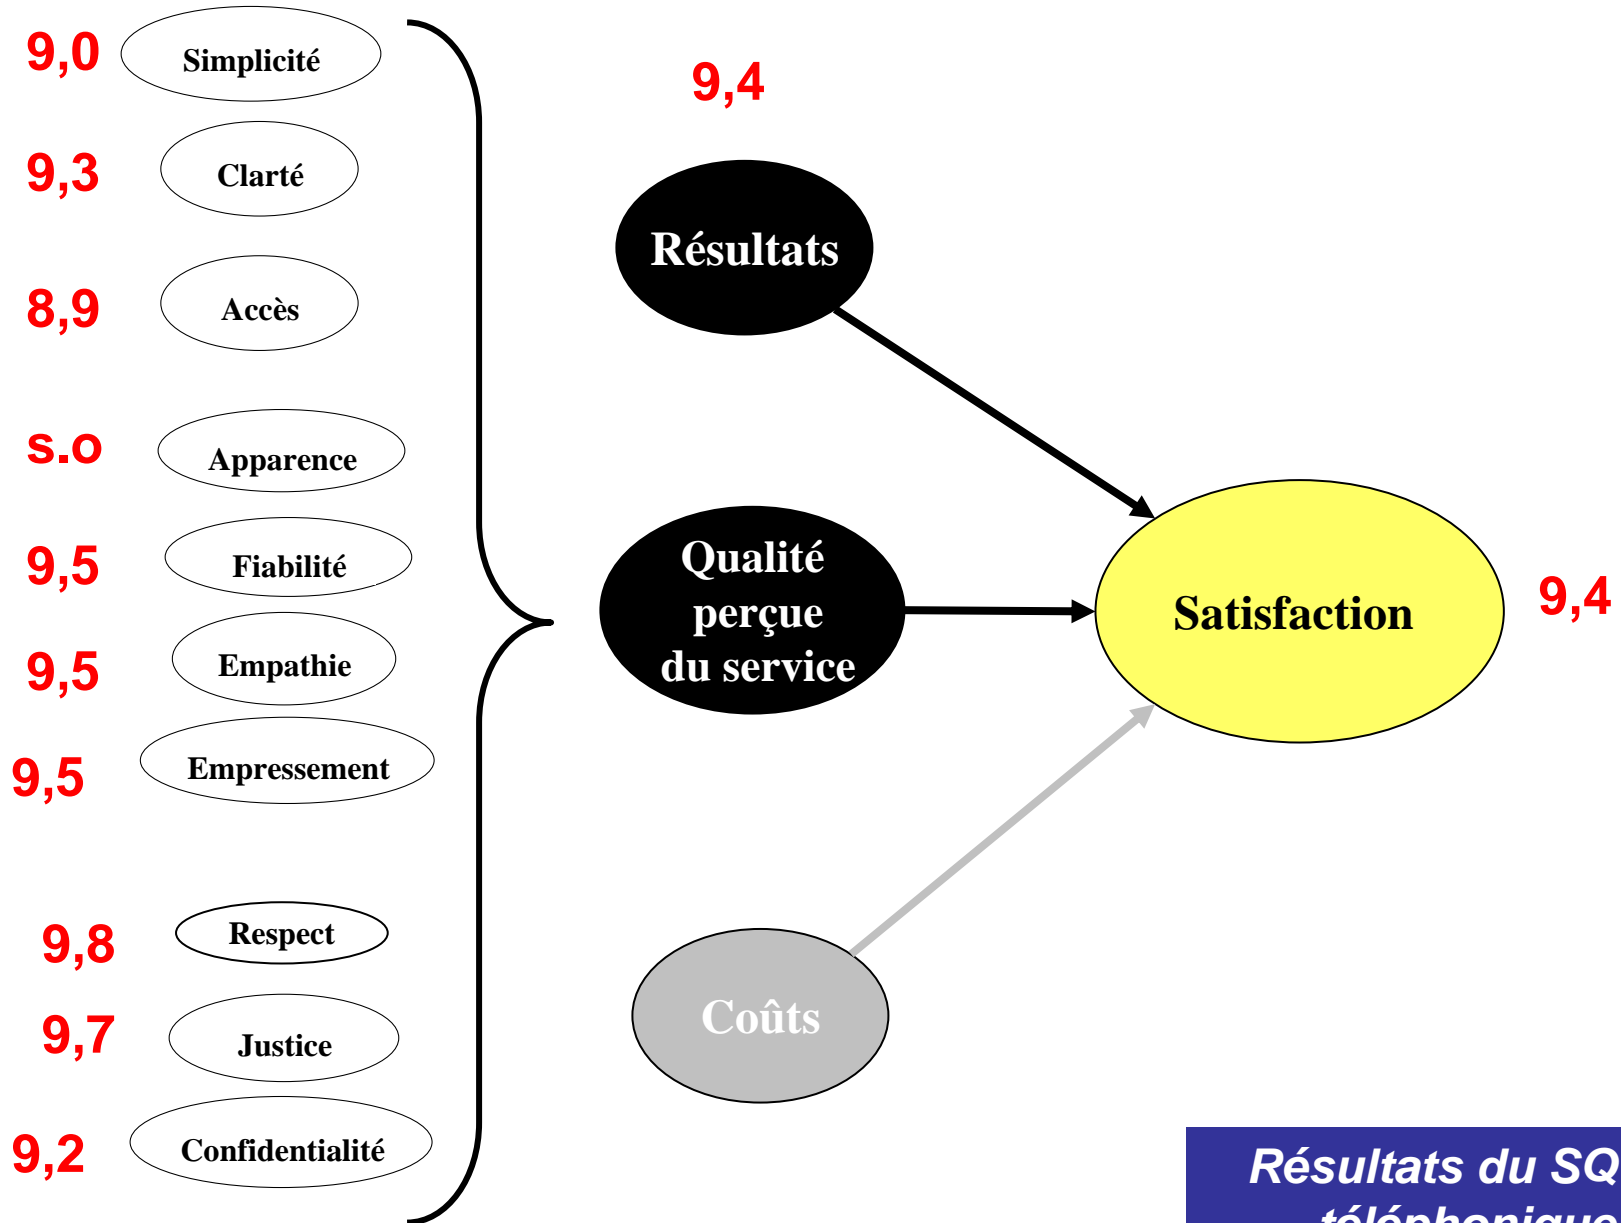 9,0
Simplicité
9,3
Clarté
8,9
Accès
s.o
Apparence
9,5
Fiabilité
9,5
Empathie
9,5
Empressement
9,8
Respect
9,7
Justice
9,2
Confidentialité
9,4
Résultats
Qualité
perçue
du service
Coûts
Satisfaction
9,4
Résultats du SQ
téléphonique